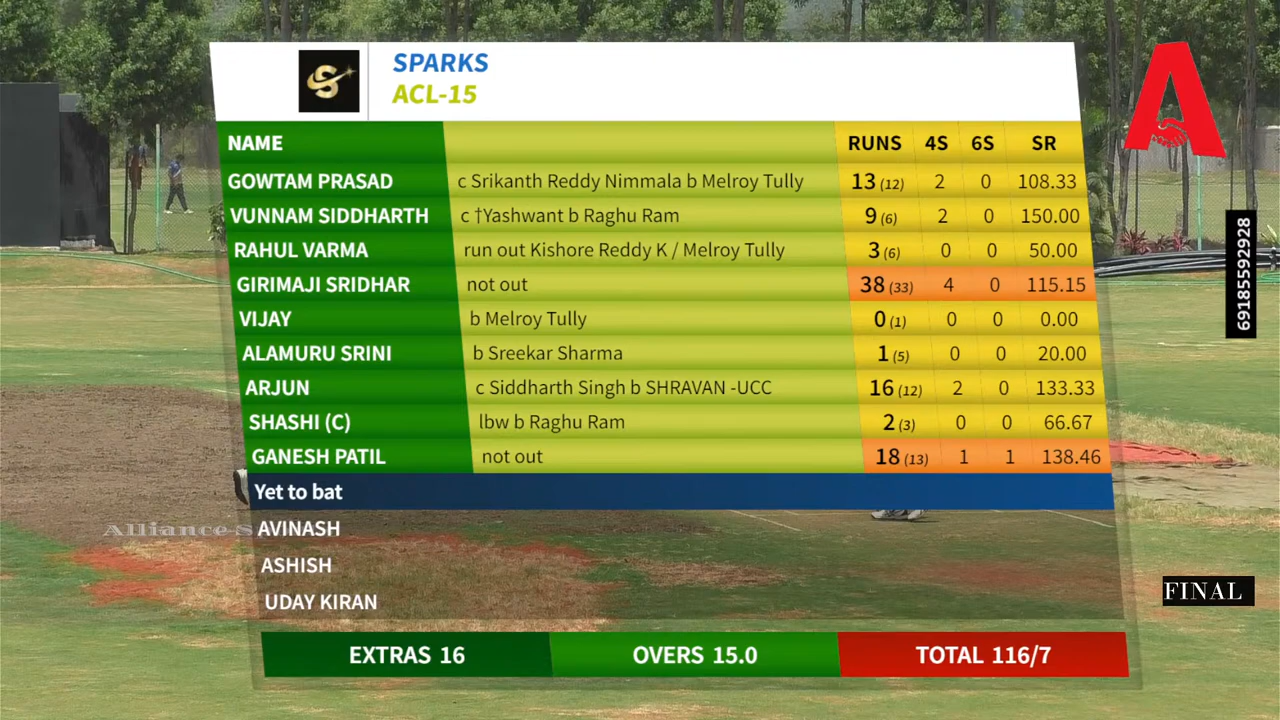 SPARKS
ACL-15
NAME RUNS 4S 6S SR
GOWTAM PRASAD c Srikanth Reddy Nimmala b Melroy Tully 13 (12) 2 0 108.33
VUNNAM SIDDHARTH c †Yashwant b Raghu Ram 9 (6) 2 0 150.00
RAHUL VARMA run out Kishore Reddy K / Melroy Tully 3 (6) 0 0 50.00
GIRIMAJI SRIDHAR not out 38 (33) 4 0 115.15
VIJAY b Melroy Tully 0 (1) 0 0 0.00
ALAMURU SRINI b Sreekar Sharma 1 (5) 0 0 20.00
ARJUN c Siddharth Singh b SHRAVAN -UCC 16 (12) 2 0 133.33
SHASHI (C) lbw b Raghu Ram 2 (3) 0 0 66.67
GANESH PATIL not out 18 (13) 1 1 138.46
Yet to bat
Alliance S
AVINASH
ASHISH
UDAY KIRAN
EXTRAS 16 OVERS 15.0 TOTAL 116/7
A
69185592928
FINAL